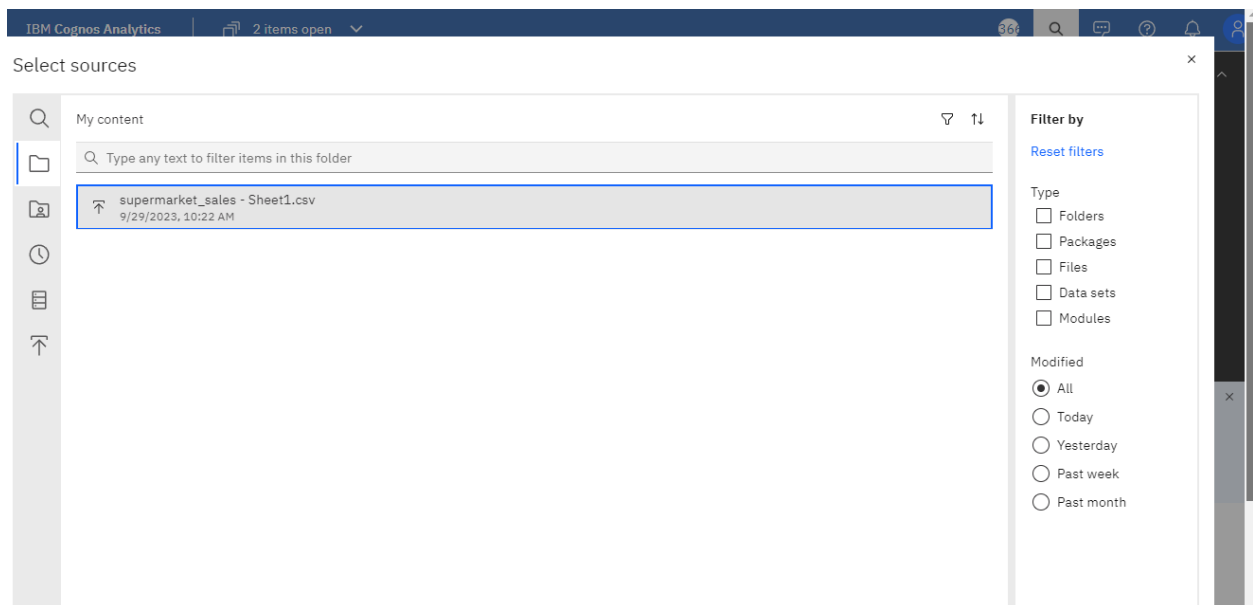 IBM Cognos Analytics
2 items open
366
Select sources
My content
Type any text to filter items in this folder
supermarket_sales - Sheet1.csv
9/29/2023, 10:22 AM
Filter by
Reset filters
Type
Folders
Packages
Files
Data sets
Modules
Modified
All
Today
Yesterday
Past week
Past month